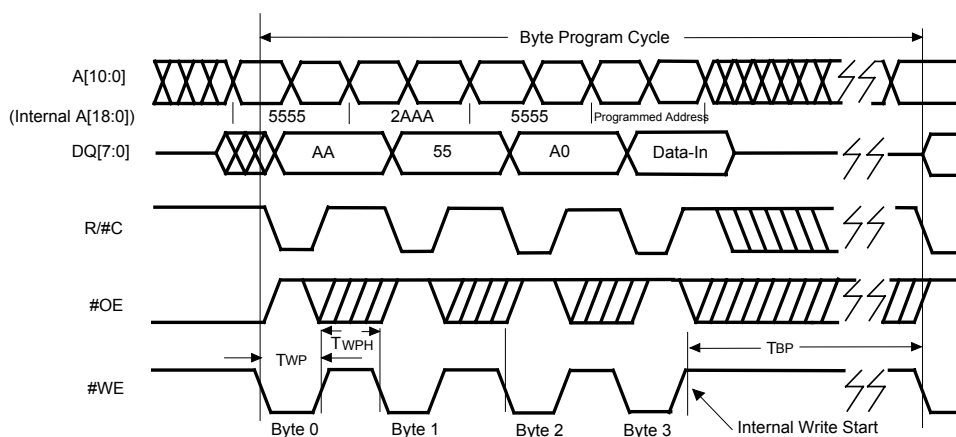 Byte Program Cycle
A[10:0]
(Internal A[18:0])
5555
2AAA
5555
Programmed Address
DQ[7:0]
AA
55
A0
Data-In
R/#C
#OE
TWPH
TWP
TBP
#WE
Byte 0
Byte 1
Byte 2
Byte 3
Internal Write Start